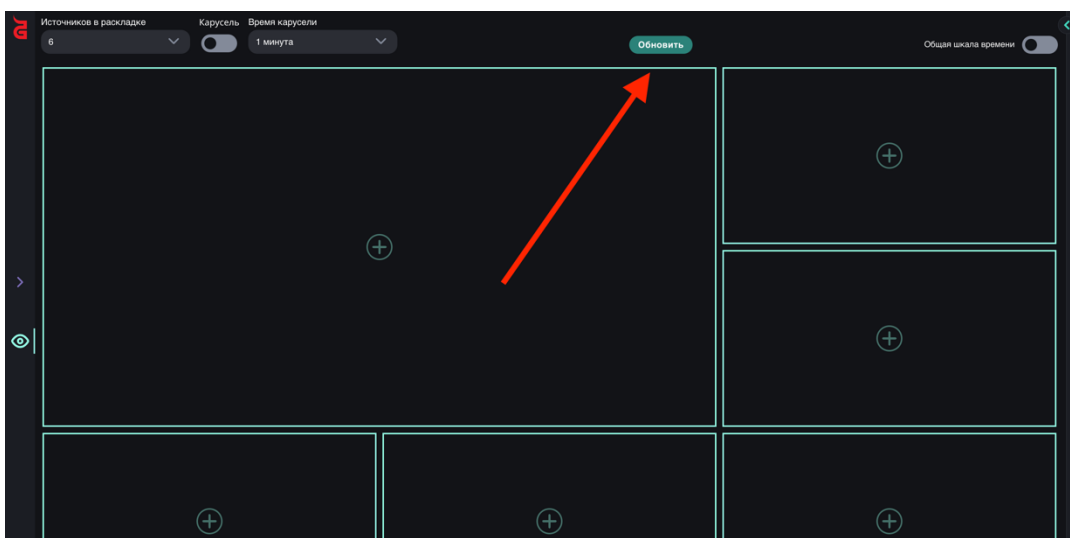 Источников в раскладке
Карусель
Время карусели
6
1 минута
Обновить
Общая шкала времени